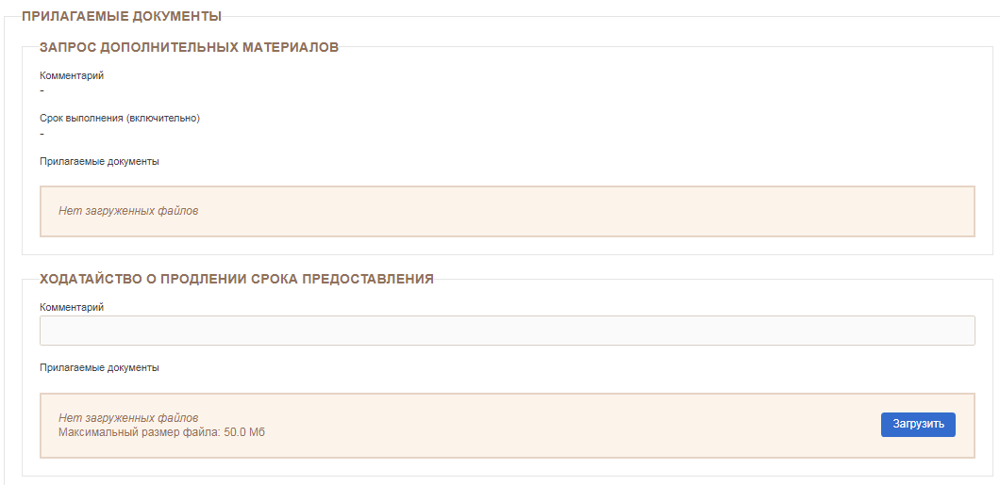 ПРИЛАГАЕМЫЕ ДОКУМЕНТЫ
ЗАПРОС ДОПОЛНИТЕЛЬНЫХ МАТЕРИАЛОВ
Комментарий
-
Срок выполнения (включительно)
-
Прилагаемые документы
Нет загруженных файлов
ХОДАТАЙСТВО О ПРОДЛЕНИИ СРОКА ПРЕДОСТАВЛЕНИЯ
Комментарий
Прилагаемые документы
Нет загруженных файлов
Максимальный размер файла: 50.0 Мб
Загрузить